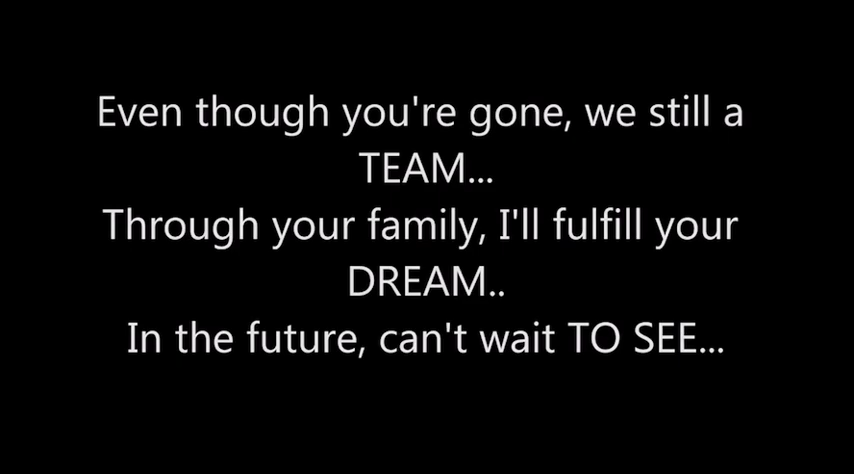 Even though you're gone, we still a
TEAM...
Through your family, I'll fulfill your
DREAM..
In the future, can't wait TO SEE...